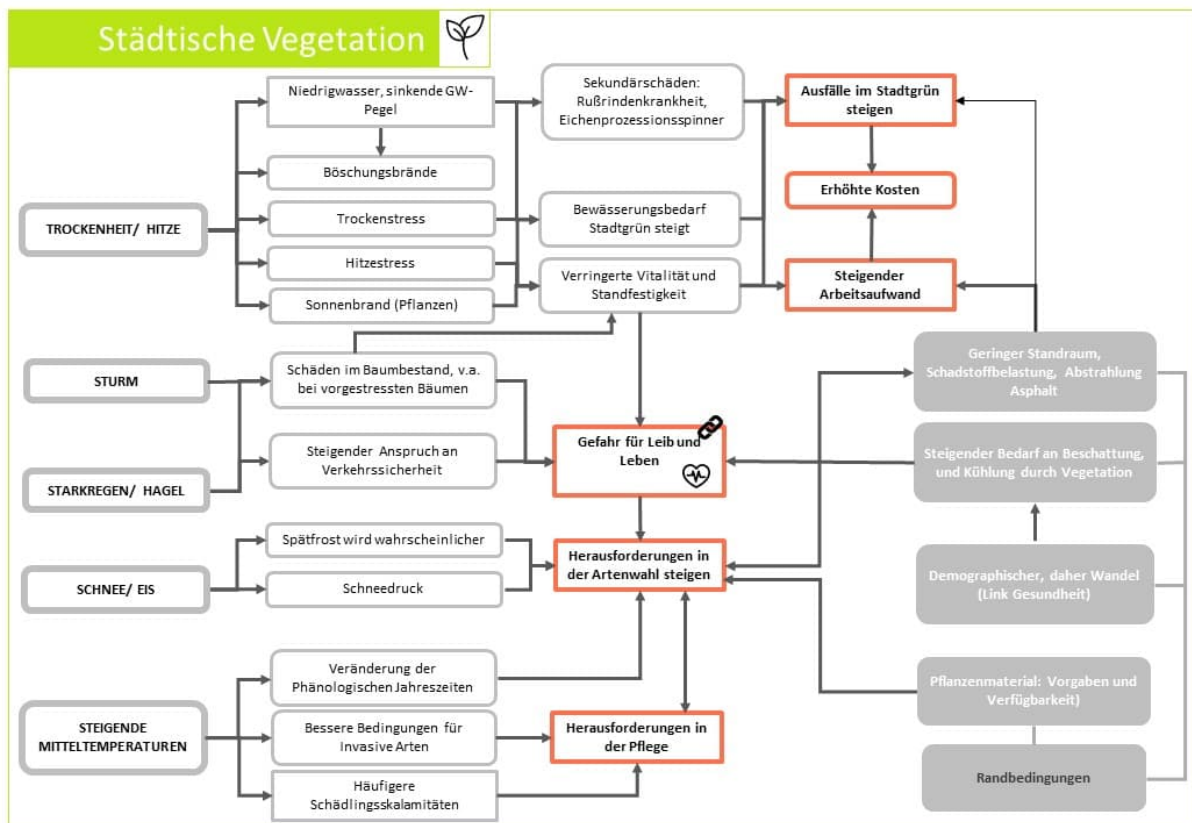 Städtische Vegetation
TROCKENHEIT/ HITZE
Niedrigwasser, sinkende GW-
Pegel
Böschungsbrände
Trockenstress
Hitzestress
Sonnenbrand (Pflanzen)
Sekundärschäden:
Rußrindenkrankheit,
Eichenprozessionsspinner
Bewässerungsbedarf
Stadtgrün steigt
Verringerte Vitalität und
Standfestigkeit
Ausfälle im Stadtgrün
steigen
Erhöhte Kosten
Steigender
Arbeitsaufwand
STURM
STARKREGEN/ HAGEL
Schäden im Baumbestand, v.a.
bei vorgestressten Bäumen
Steigender Anspruch an
Verkehrssicherheit
Gefahr für Leib und
Leben
SCHNEE/ EIS
Spätfrost wird wahrscheinlicher
Schneedruck
Herausforderungen in
der Artenwahl steigen
STEIGENDE
MITTELTEMPERATUREN
Veränderung der
Phänologischen Jahreszeiten
Bessere Bedingungen für
Invasive Arten
Häufigere
Schädlingsskalamitäten
Herausforderungen in
der Pflege
Geringer Standraum,
Schadstoffbelastung, Abstrahlung
Asphalt
Steigender Bedarf an Beschattung,
und Kühlung durch Vegetation
Demographischer, daher Wandel
(Link Gesundheit)
Pflanzenmaterial: Vorgaben und
Verfügbarkeit)
Randbedingungen